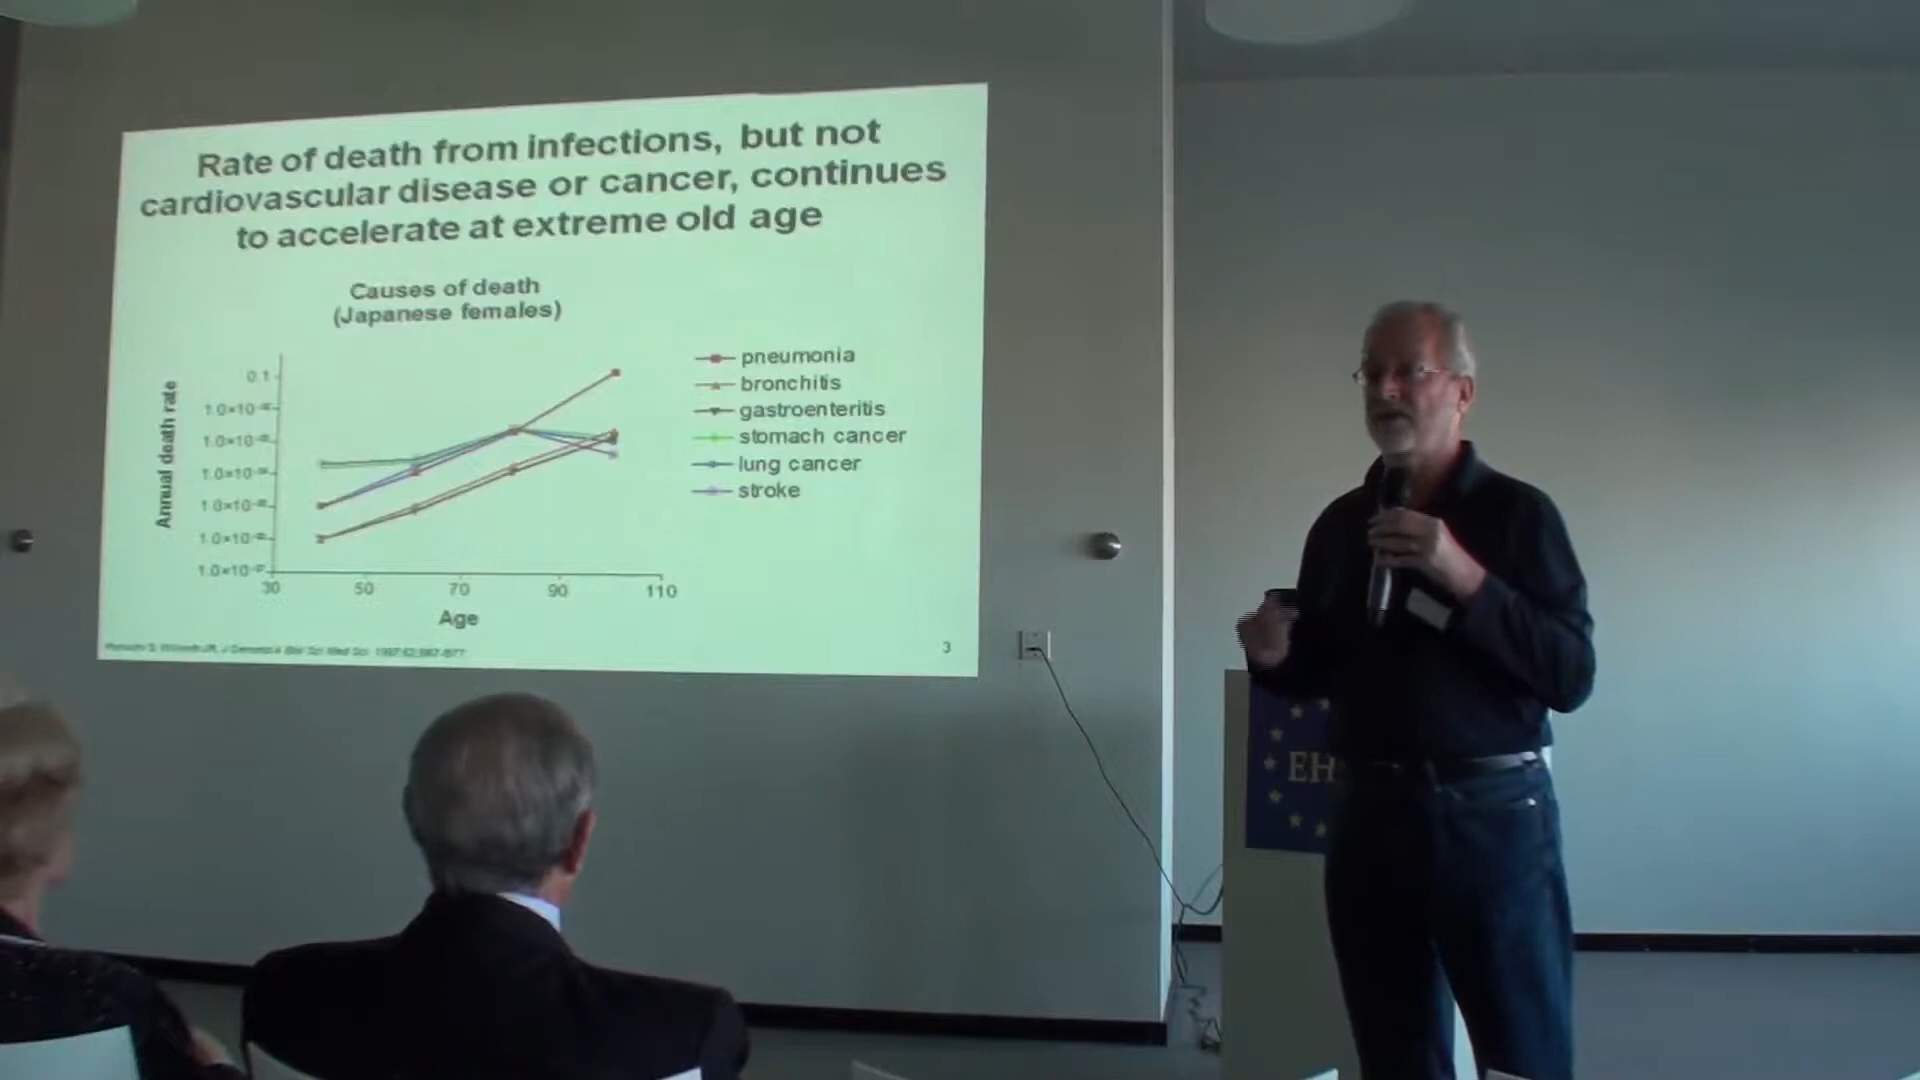 Rate of death from infections, but not
cardiovascular disease or cancer, continues
to accelerate at extreme old age
Causes of death
(Japanese females)
pneumonia
bronchitis
gastroenteritis
stomach cancer
lung cancer
stroke
Annual death rate
0.1
30 50 70 90 110
Age
3
EH